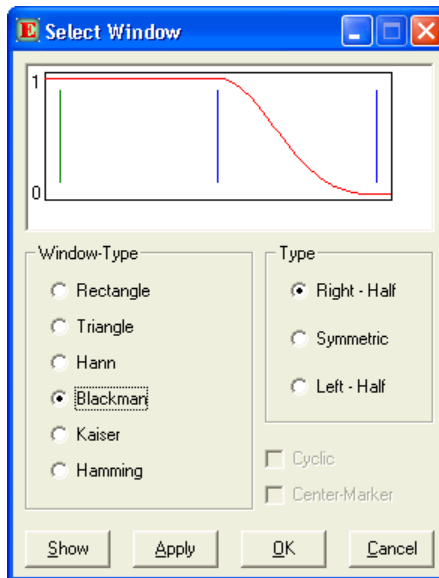 E Select Window
1
0
Window-Type
Rectangle
Triangle
Hann
Blackman
Kaiser
Hamming
Type
Right - Half
Symmetric
Left - Half
Cyclic
Center-Marker
Show Apply OK Cancel